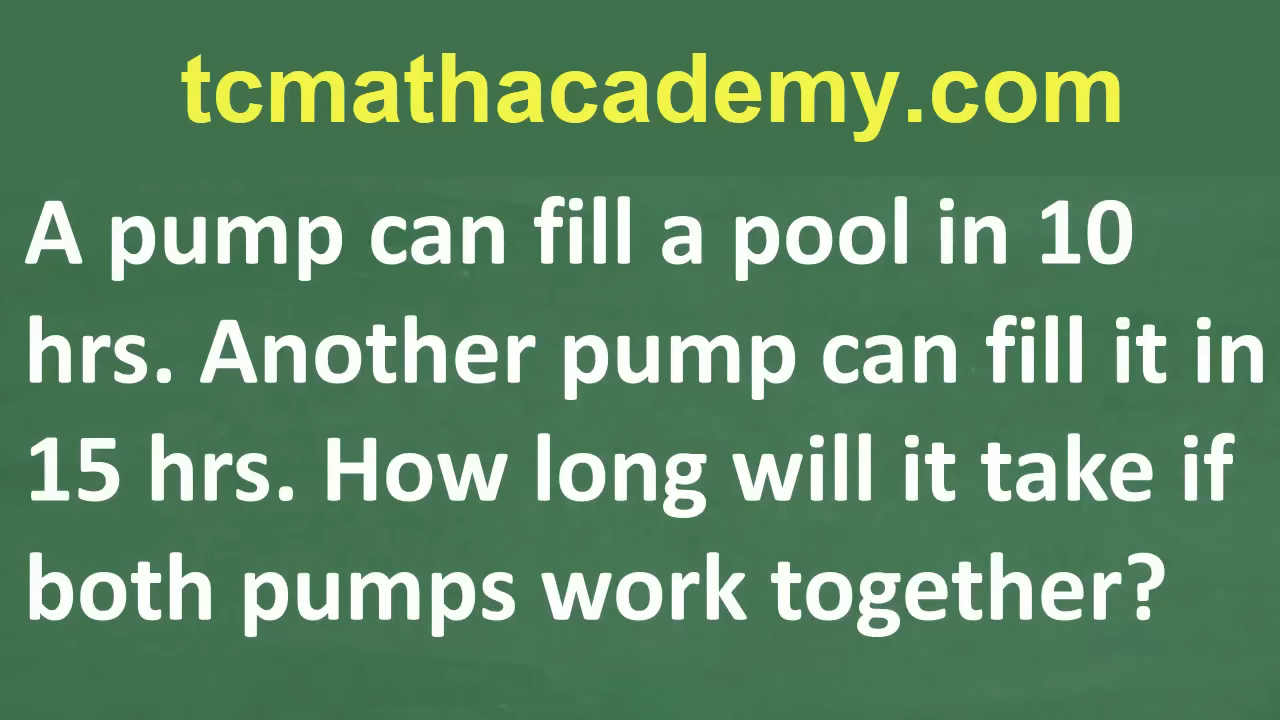 tcmathacademy.com
A pump can fill a pool in 10
hrs. Another pump can fill it in
15 hrs. How long will it take if
both pumps work together?